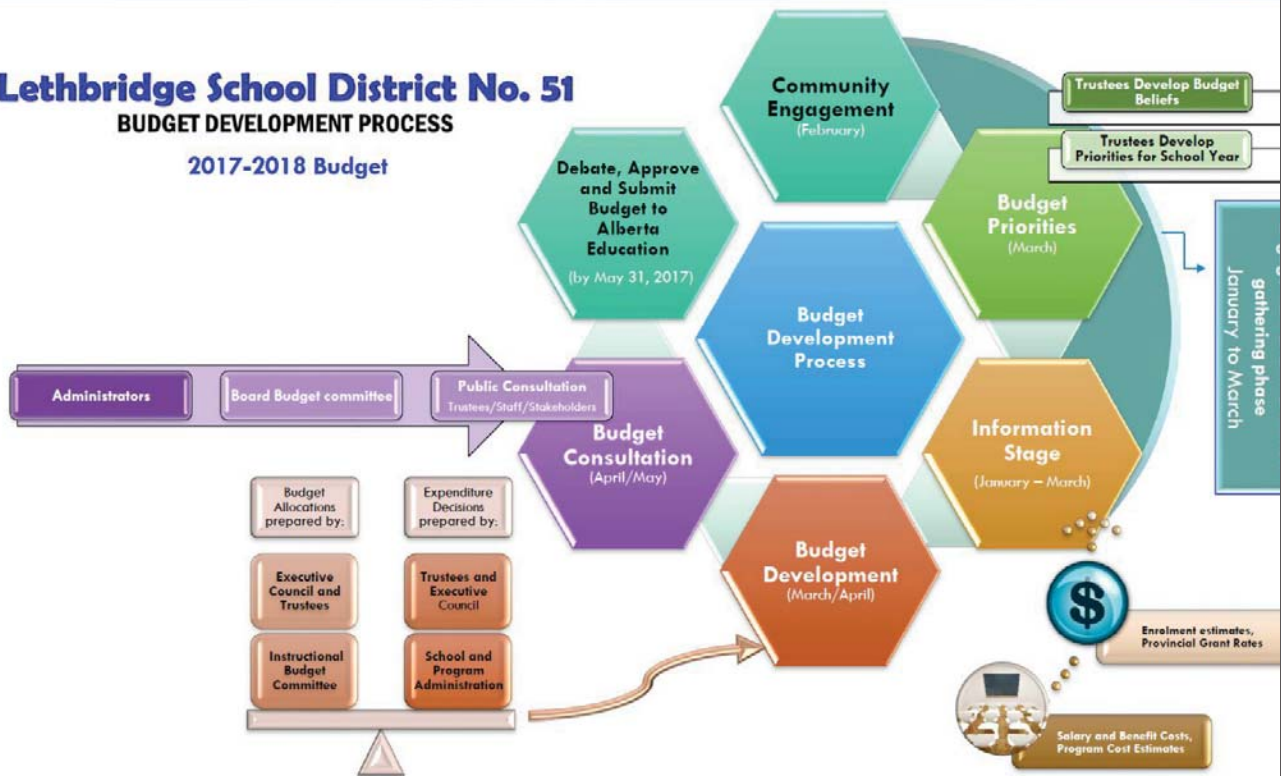 Lethbridge School District No. 51
BUDGET DEVELOPMENT PROCESS
2017-2018 Budget
Community
Engagement
(February)
Trustees Develop Budget
Beliefs
Trustees Develop
Priorities for School Year
Budget
Priorities
(March)
Debate, Approve
and Submit
Budget to
Alberta
Education
(by May 31, 2017)
Budget
Development
Process
gathering phase
January to March
Administrators
Board Budget committee
Public Consultation
Trustees/Staff/Stakeholders
Budget
Consultation
(April/May)
Information
Stage
(January – March)
Budget
Development
(March/April)
Budget
Allocations
prepared by:
Expenditure
Decisions
prepared by:
Executive
Council and
Trustees
Trustees and
Executive
Council
Instructional
Budget
Committee
School and
Program
Administration
$
Enrolment estimates,
Provincial Grant Rates
Salary and Benefit Costs,
Program Cost Estimates